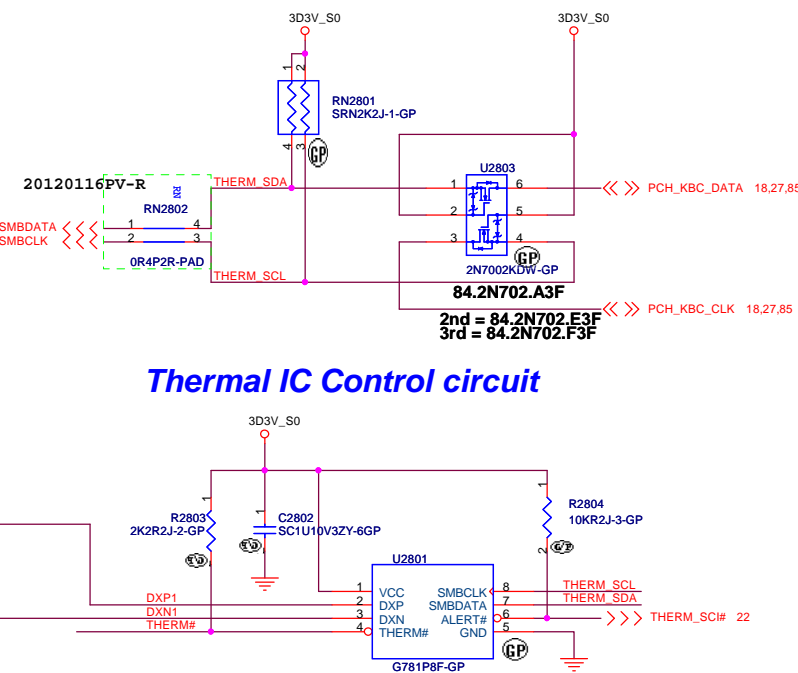 3D3V_S0
3D3V_S0
1
2
RN2801
SRN2K2J-1-GP
4
3
GP
20120116PV-R
RN
THERM_SDA
RN2802
SMBDATA
SMBCLK
1
4
2
3
0R4P2R-PAD
THERM_SCL
U2803
1
6
2
5
3
4
GP
2N7002KDW-GP
84.2N702.A3F
2nd = 84.2N702.E3F
3rd = 84.2N702.F3F
PCH_KBC_DATA 18,27,85
PCH_KBC_CLK 18,27,85
Thermal IC Control circuit
3D3V_S0
1
R2803
2K2R2J-2-GP
2
1
C2802
SC1U10V3ZY-6GP
2
1
R2804
10KR2J-3-GP
2
U2801
1 VCC
SMBCLK 8
2 DXP
SMBDATA 7
3 DXN
ALERT# 6
4 THERM#
GND 5
G781P8F-GP
GP
DXP1
DXN1
THERM#
THERM_SCL
THERM_SDA
THERM_SCI# 22